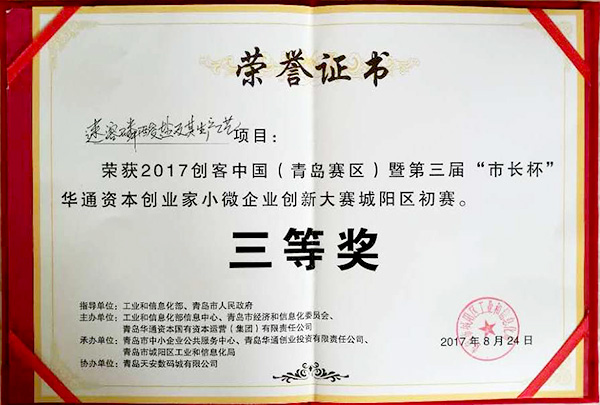 荣誉证书
速溶磷酸盐及其生产工艺项目：
荣获2017创客中国（青岛赛区）暨第三届“市长杯”
华通资本创业家小微企业创新大赛城阳区初赛。
三等奖
指导单位：工业和信息化部、青岛市人民政府
主办单位：工业和信息化部信息中心、青岛市经济和信息化委员会、
青岛华通资本国有资本运营（集团）有限责任公司
承办单位：青岛市中小企业公共服务中心、青岛华通创业投资有限责任公司、
青岛市城阳区工业和信息化局
协办单位：青岛天安数码城有限公司
2017年8月24日